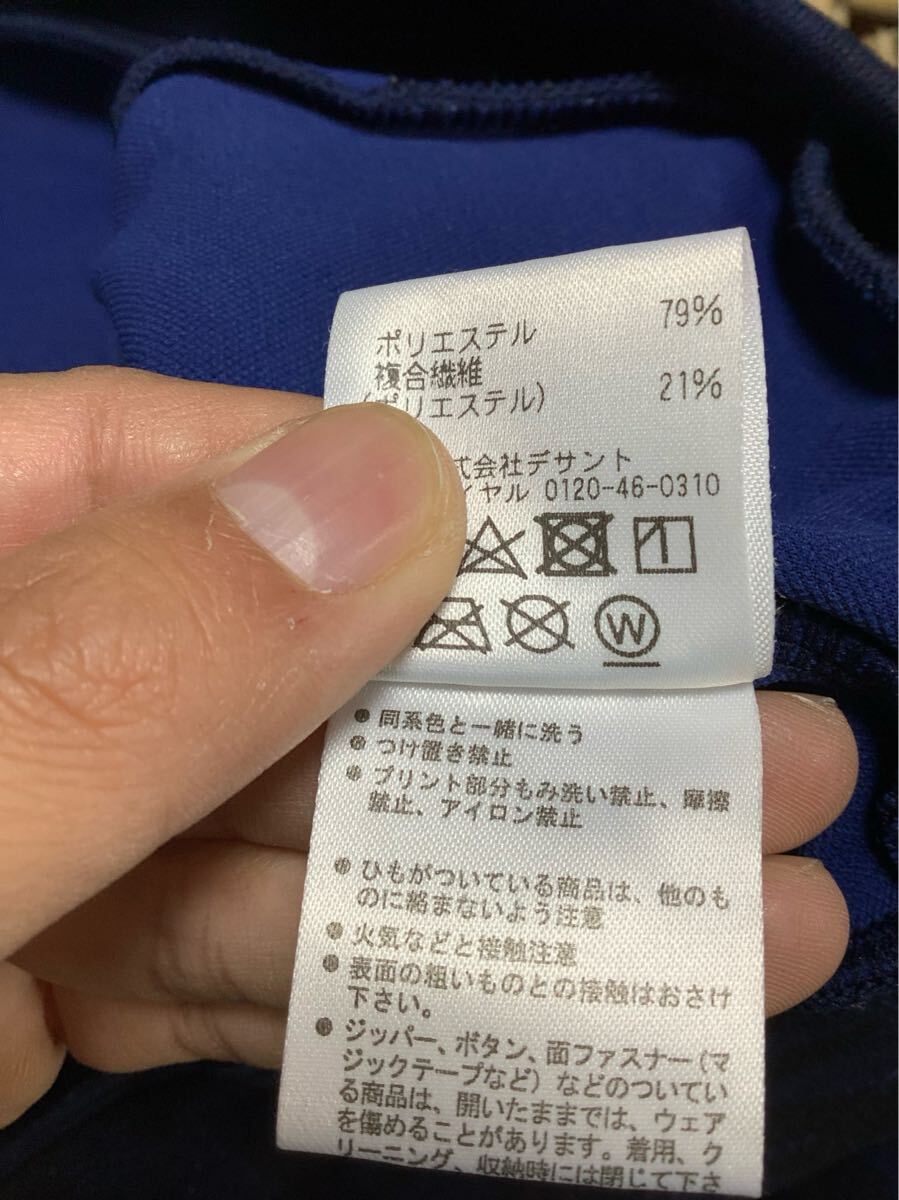 ポリエステル 79%
複合繊維
(ポリエステル) 21%
式会社デサント
イヤル 0120-46-0310
W
● 同系色と一緒に洗う
● つけ置き禁止
● プリント部分もみ洗い禁止、摩擦
禁止、アイロン禁止
● ひもがついている商品は、他のも
のに絡まないよう注意
● 火気などと接触注意
● 表面の粗いものとの接触はおさけ
下さい。
● ジッパー、ボタン、面ファスナー(マ
ジックテープなど)などのついてい
る商品は、開いたままでは、ウェア
を傷めることがあります。着用、ク
リーニング、収納時には閉じて下さ